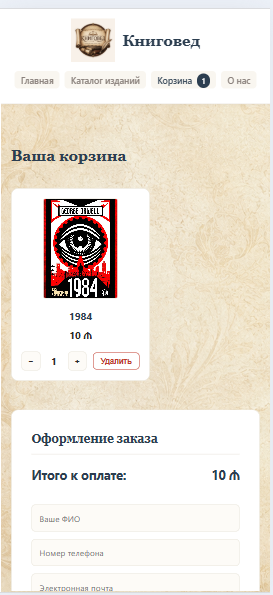 Книговед
Главная
Каталог изданий
Корзина 1
О нас
Ваша корзина
GEORGE ORWELL
1984
1984
10 ₼
- 1 + Удалить
Оформление заказа
Итого к оплате: 10 ₼
Ваше ФИО
Номер телефона
Электронная почта